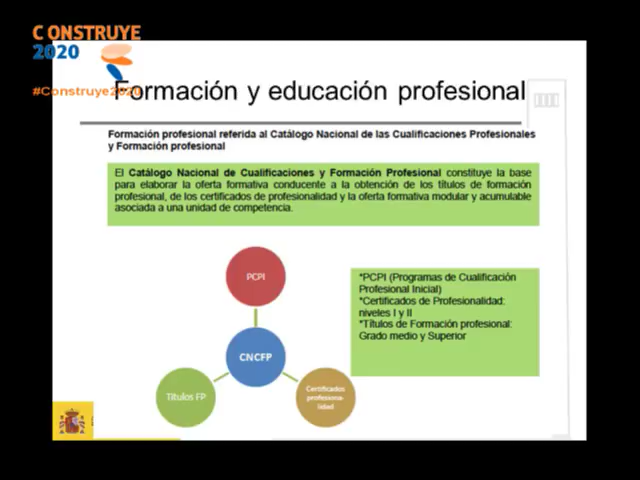 CONSTRUYE
2020
#Construye2020
Formación y educación profesional
Formación profesional referida al Catálogo Nacional de las Cualificaciones Profesionales
y Formación profesional
El Catálogo Nacional de Cualificaciones y Formación Profesional constituye la base
para elaborar la oferta formativa conducente a la obtención de los títulos de formación
profesional, de los certificados de profesionalidad y la oferta formativa modular y acumulable
asociada a una unidad de competencia.
PCPI
*PCPI (Programas de Cualificación
Profesional Inicial)
*Certificados de Profesionalidad:
niveles I y II
*Títulos de Formación profesional:
Grado medio y Superior
CNCFP
Títulos FP
Certificados
profesiona-
lidad